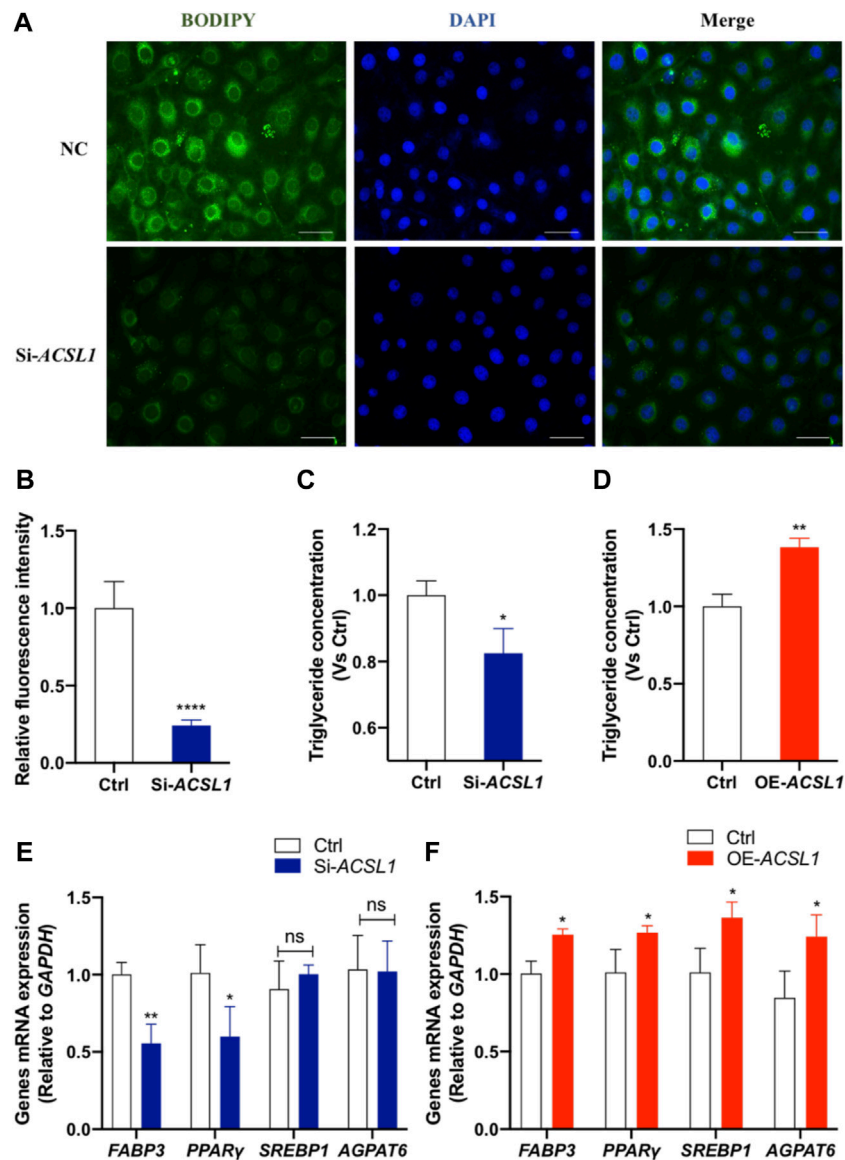 A
BODIPY
DAPI
Merge
NC
Si-ACSL1
B
C
D
Relative fluorescence intensity
1.5
1.0
0.5
0.0
****
Ctrl
Si-ACSL1
Triglyceride concentration
(Vs Ctrl)
1.2
1.0
0.8
0.6
*
Ctrl
Si-ACSL1
Triglyceride concentration
(Vs Ctrl)
1.5
1.0
0.5
0.0
**
Ctrl
OE-ACSL1
E
Ctrl
Si-ACSL1
Genes mRNA expression
(Relative to GAPDH)
1.5
1.0
0.5
0.0
**
*
ns
ns
FABP3
PPARγ
SREBP1
AGPAT6
F
Ctrl
OE-ACSL1
Genes mRNA expression
(Relative to GAPDH)
1.5
1.0
0.5
0.0
*
*
*
*
FABP3
PPARγ
SREBP1
AGPAT6